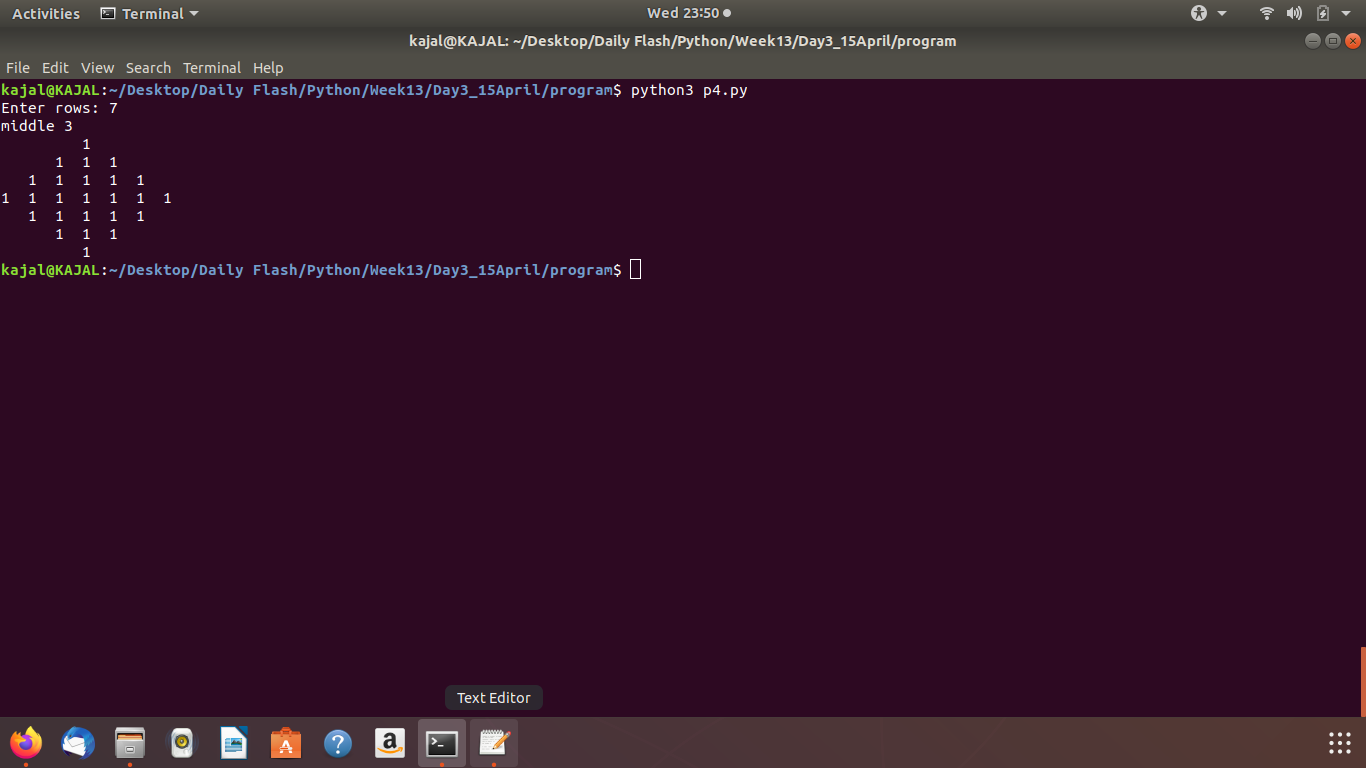 Activities Terminal Wed 23:50
kajal@KAJAL: ~/Desktop/Daily Flash/Python/Week13/Day3_15April/program
File Edit View Search Terminal Help
kajal@KAJAL:~/Desktop/Daily Flash/Python/Week13/Day3_15April/program$ python3 p4.py
Enter rows: 7
middle 3
         1
      1  1  1
   1  1  1  1  1
1  1  1  1  1  1  1
   1  1  1  1  1
      1  1  1
         1
kajal@KAJAL:~/Desktop/Daily Flash/Python/Week13/Day3_15April/program$
Text Editor